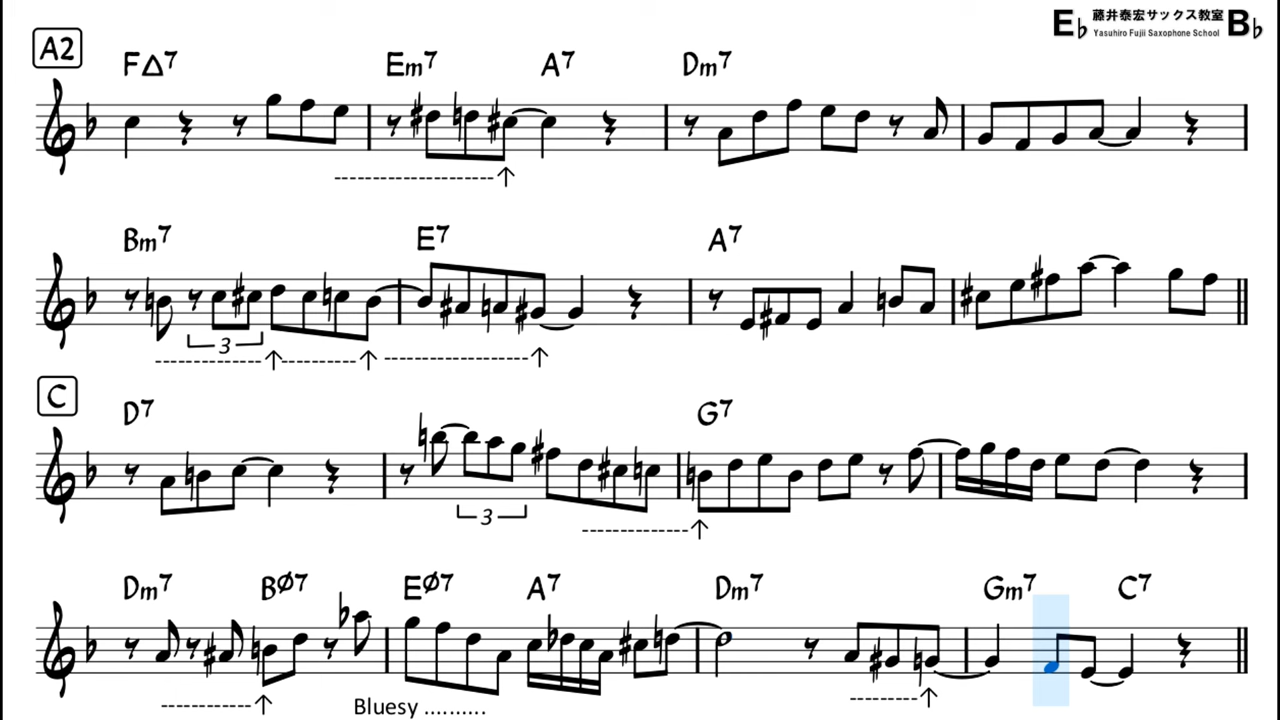 E♭ 藤井泰宏サックス教室 B♭
Yasuhiro Fujii Saxophone School
A2
F△7 Em7 A7 Dm7
Bm7 E7 A7
3
C
D7 G7
3
Dm7 BØ7 EØ7 A7 Dm7 Gm7 C7
Bluesy ..........